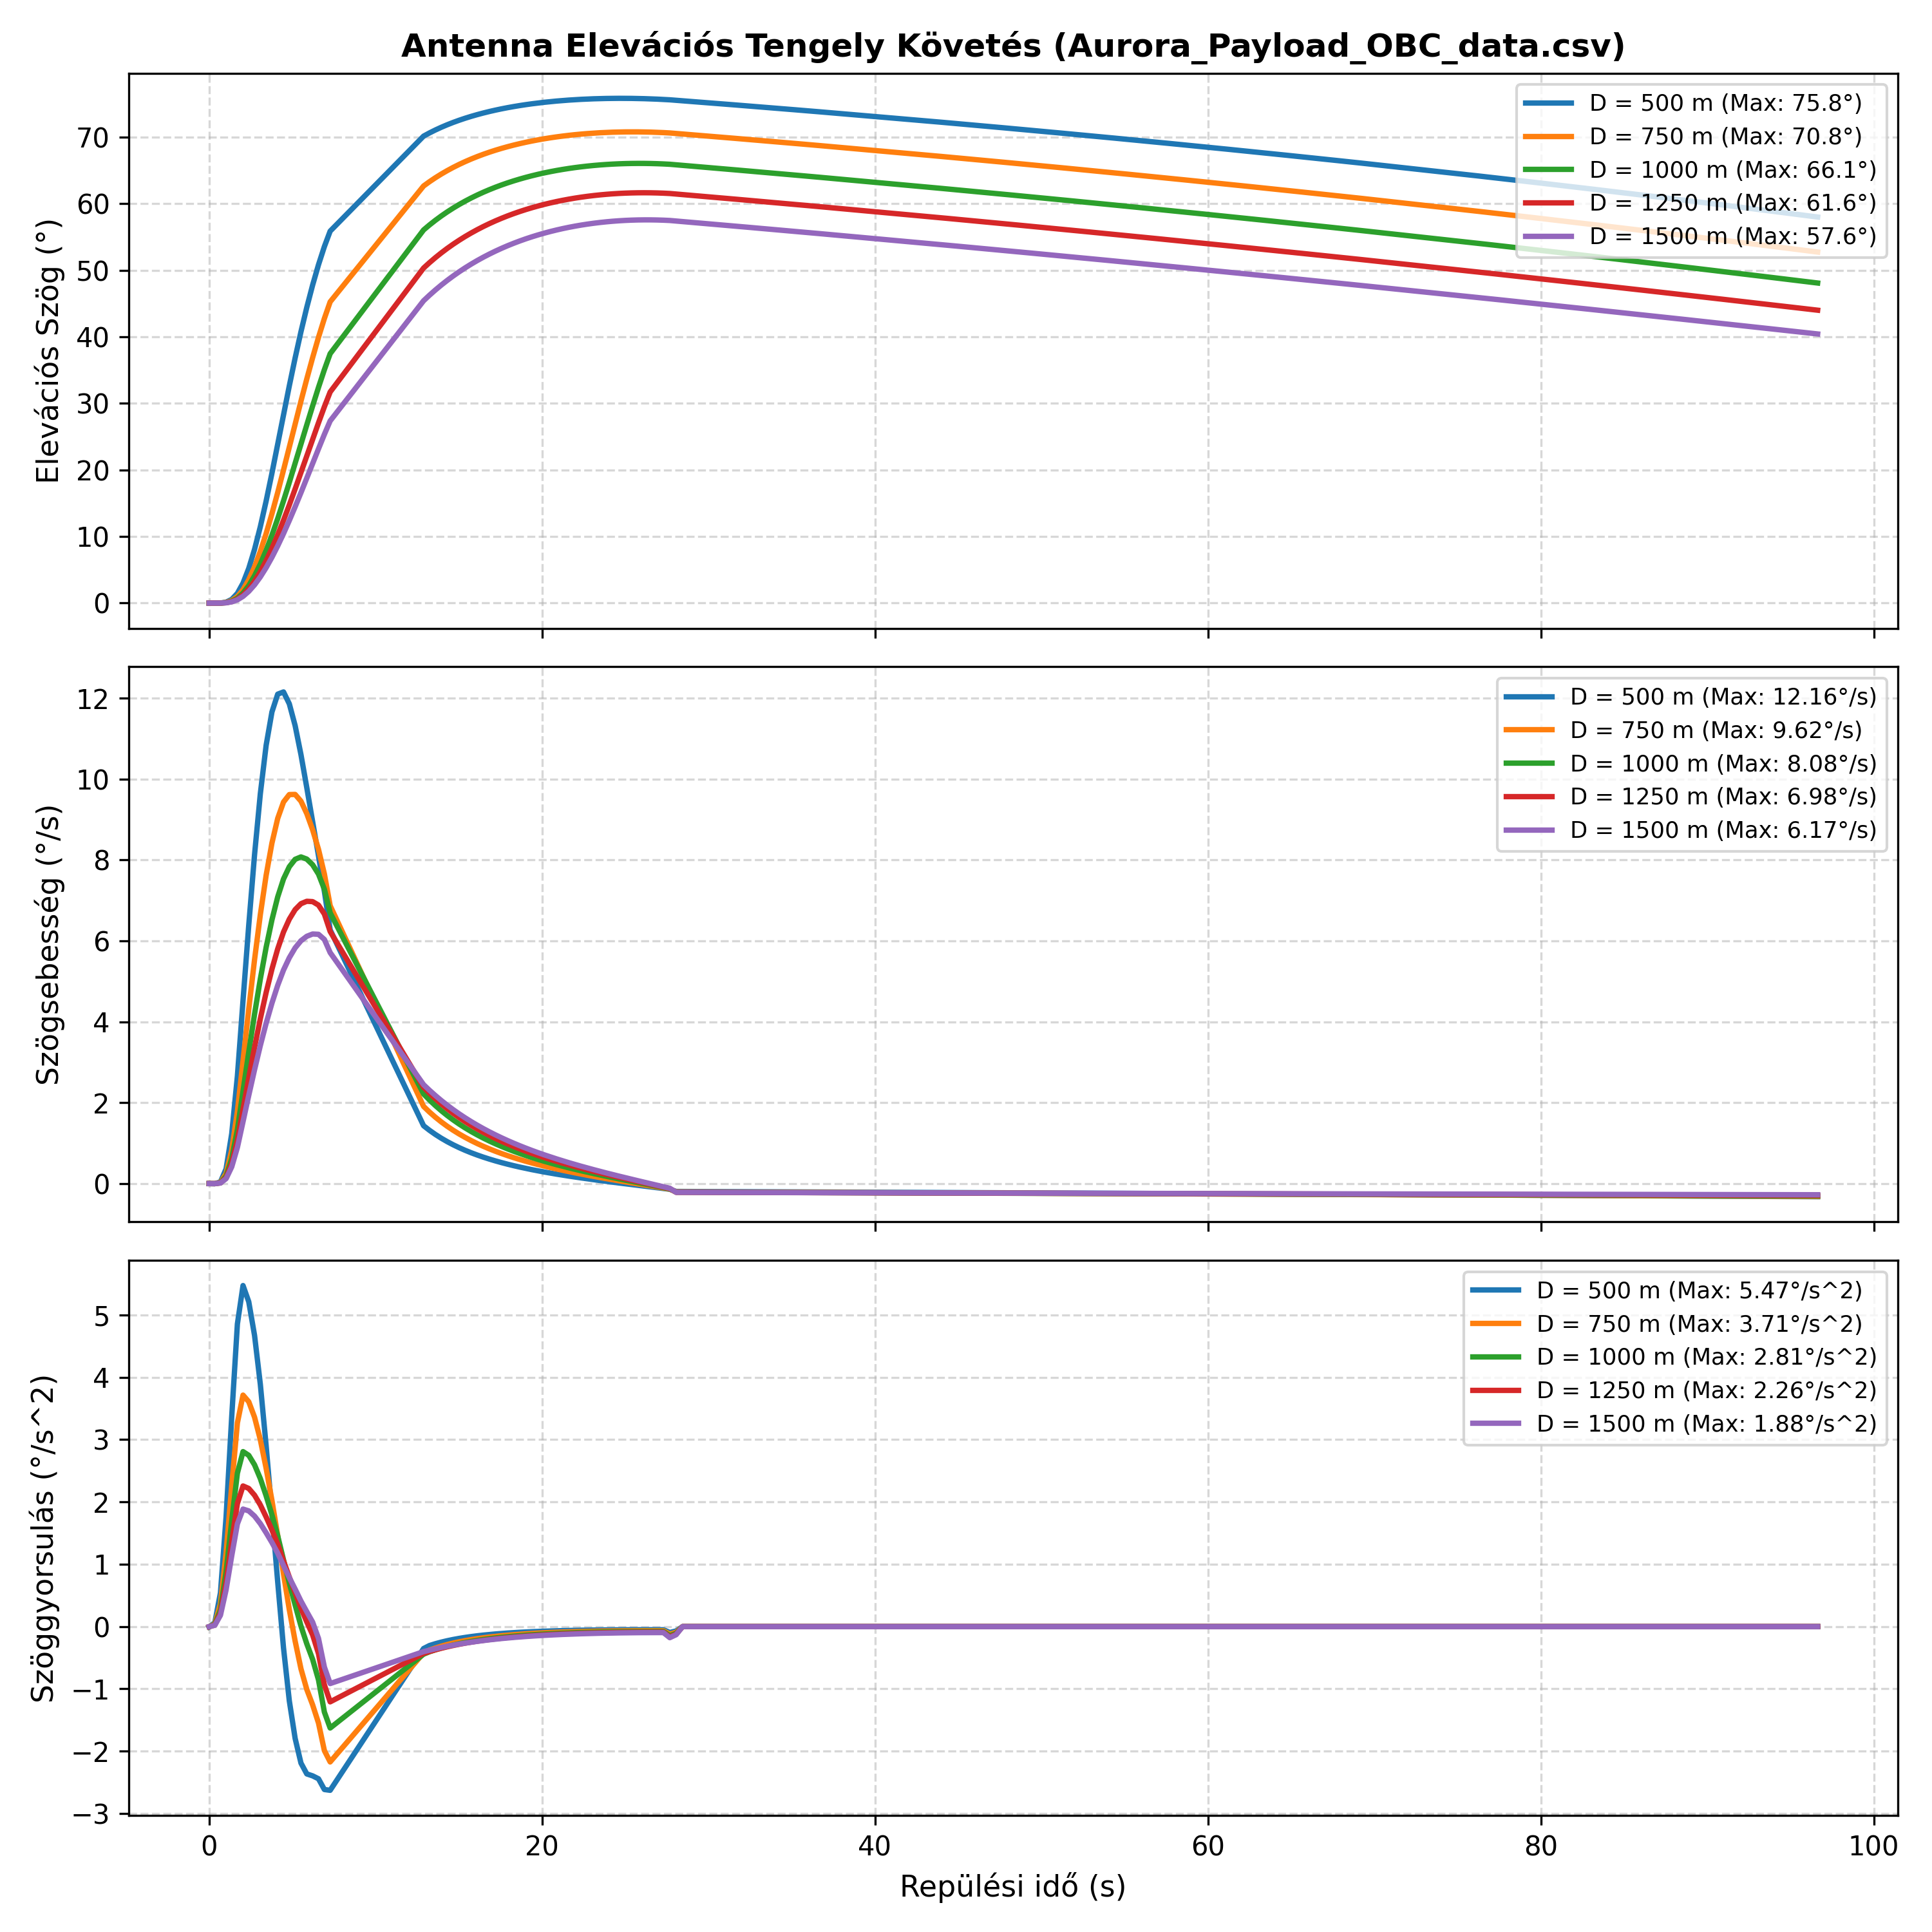 Antenna Elevációs Tengely Követés (Aurora_Payload_OBC_data.csv)
Elevációs Szög (°)
70
60
50
40
30
20
10
0
D = 500 m (Max: 75.8°)
D = 750 m (Max: 70.8°)
D = 1000 m (Max: 66.1°)
D = 1250 m (Max: 61.6°)
D = 1500 m (Max: 57.6°)
Szögsebesség (°/s)
12
10
8
6
4
2
0
D = 500 m (Max: 12.16°/s)
D = 750 m (Max: 9.62°/s)
D = 1000 m (Max: 8.08°/s)
D = 1250 m (Max: 6.98°/s)
D = 1500 m (Max: 6.17°/s)
Szöggyorsulás (°/s^2)
5
4
3
2
1
0
−1
−2
−3
D = 500 m (Max: 5.47°/s^2)
D = 750 m (Max: 3.71°/s^2)
D = 1000 m (Max: 2.81°/s^2)
D = 1250 m (Max: 2.26°/s^2)
D = 1500 m (Max: 1.88°/s^2)
0 20 40 60 80 100
Repülési idő (s)